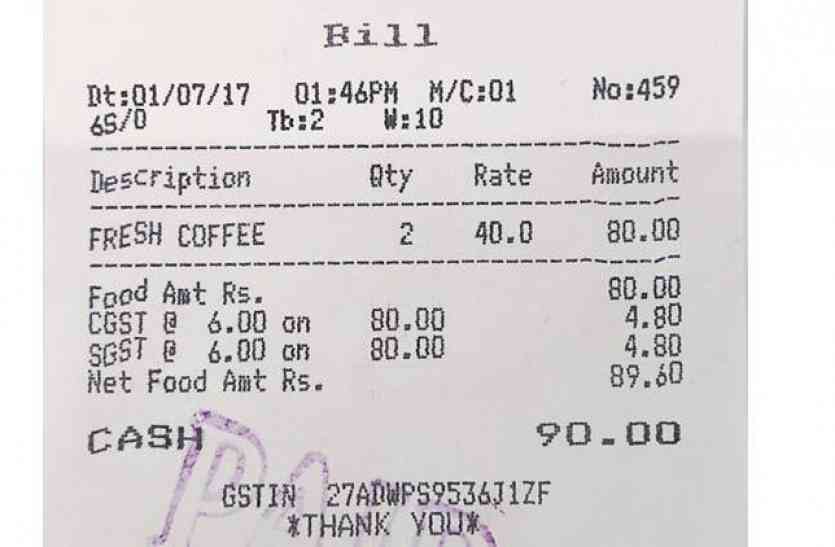 Bill
Dt:01/07/17 01:46PM M/C:01 No:459
6S/0 Tb:2 W:10
Description Qty Rate Amount
FRESH COFFEE 2 40.0 80.00
Food Amt Rs. 80.00
CGST @ 6.00 on 80.00 4.80
SGST @ 6.00 on 80.00 4.80
Net Food Amt Rs. 89.60
CASH 90.00
GSTIN 27ADWPS9536J1ZF
*THANK YOU*
PAID